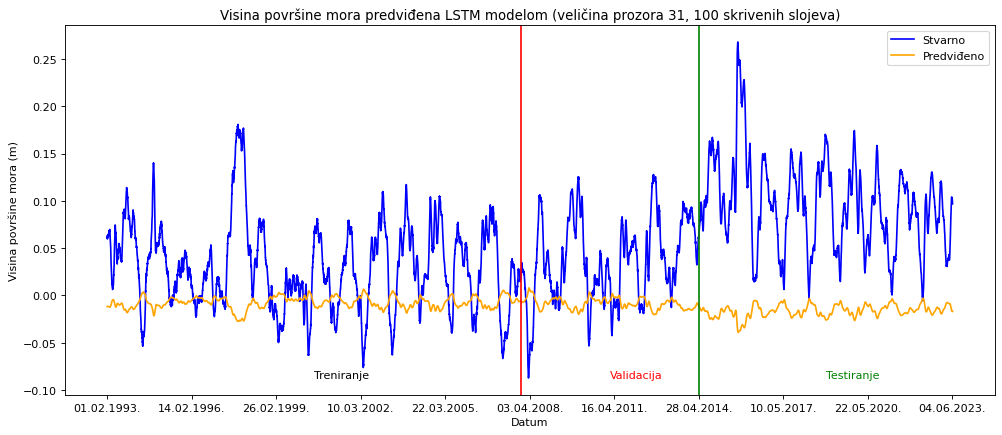 Visina površine mora predviđena LSTM modelom (veličina prozora 31, 100 skrivenih slojeva)
Stvarno
Predviđeno
Visina površine mora (m)
0.25
0.20
0.15
0.10
0.05
0.00
−0.05
−0.10
Treniranje
Validacija
Testiranje
01.02.1993.
14.02.1996.
26.02.1999.
10.03.2002.
22.03.2005.
03.04.2008.
16.04.2011.
28.04.2014.
10.05.2017.
22.05.2020.
04.06.2023.
Datum